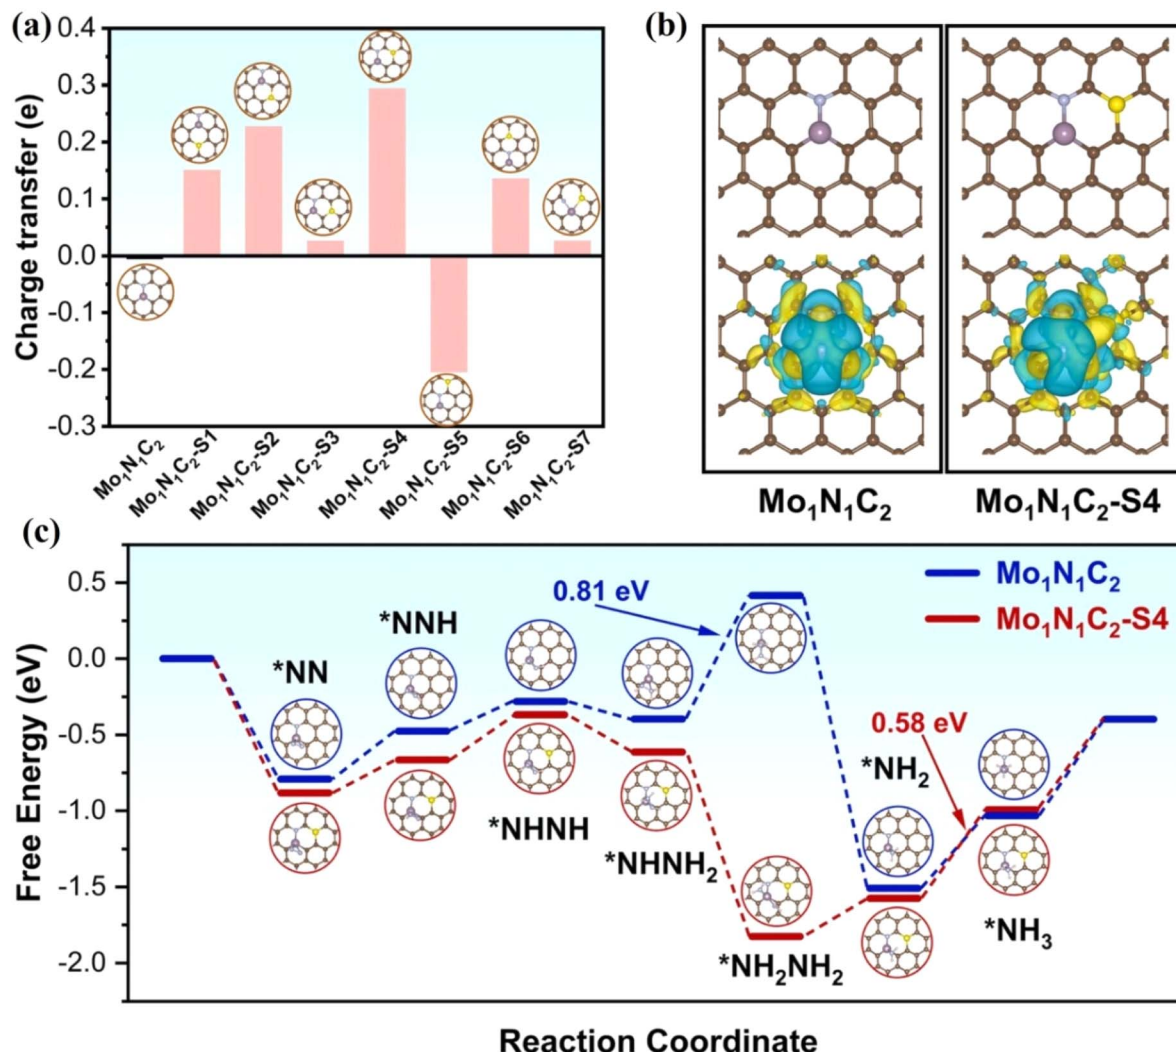 (a)
Charge transfer (e)
0.4
0.3
0.2
0.1
0.0
-0.1
-0.2
-0.3
Mo₁N₁C₂
Mo₁N₁C₂-S1
Mo₁N₁C₂-S2
Mo₁N₁C₂-S3
Mo₁N₁C₂-S4
Mo₁N₁C₂-S5
Mo₁N₁C₂-S6
Mo₁N₁C₂-S7
(b)
Mo₁N₁C₂
Mo₁N₁C₂-S4
(c)
Free Energy (eV)
0.5
0.0
-0.5
-1.0
-1.5
-2.0
Mo₁N₁C₂
Mo₁N₁C₂-S4
0.81 eV
*NNH
*NN
0.58 eV
*NH₂
*NHNH
*NHNH₂
*NH₃
*NH₂NH₂
Reaction Coordinate